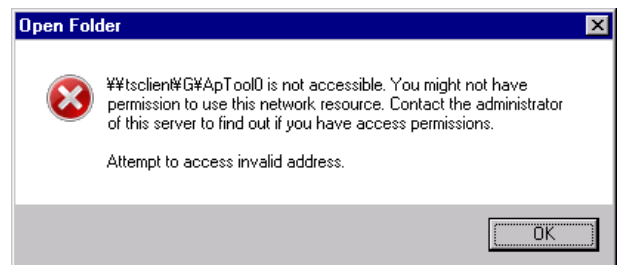 Open Folder
¥¥tsclient¥G¥ApTool0 is not accessible. You might not have
permission to use this network resource. Contact the administrator
of this server to find out if you have access permissions.
Attempt to access invalid address.
OK